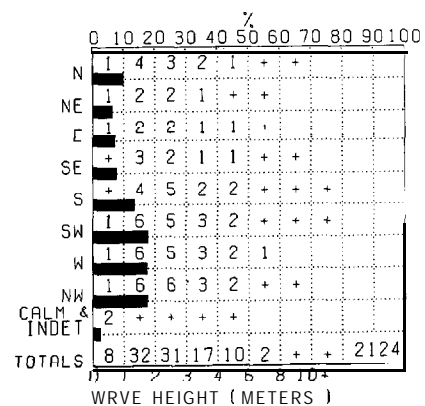 %
0 10 20 30 40 50 60 70 80 90 100
N 1 4 3 2 1 + +
NE 1 2 2 1 + +
E 1 2 2 1 1
SE + 3 2 1 1 + +
S + 4 5 2 2 + + +
SW 1 6 5 3 2 + + +
W 1 6 5 3 2 1
NW 1 6 6 3 2 + +
CALM &
INDET 2 + + + +
TOTALS 8 32 31 17 10 2 + + 2124
0 1 2 3 4 6 8 10+
WRVE HEIGHT ( METERS )